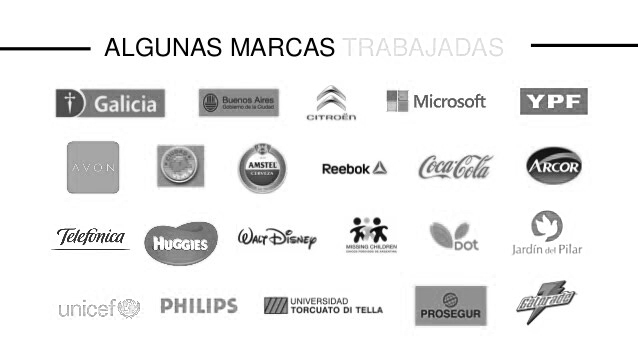 ALGUNAS MARCAS TRABAJADAS
Galicia
Buenos Aires
Gobierno de la Ciudad
CITROËN
Microsoft
YPF
AVON
AMSTEL
CERVEZA
Reebok
Coca-Cola
ARCOR
Telefónica
HUGGIES
WALT DISNEY
MISSING CHILDREN
DOT
Jardín del Pilar
unicef
PHILIPS
UNIVERSIDAD
TORCUATO DI TELLA
PROSEGUR
Gatorade